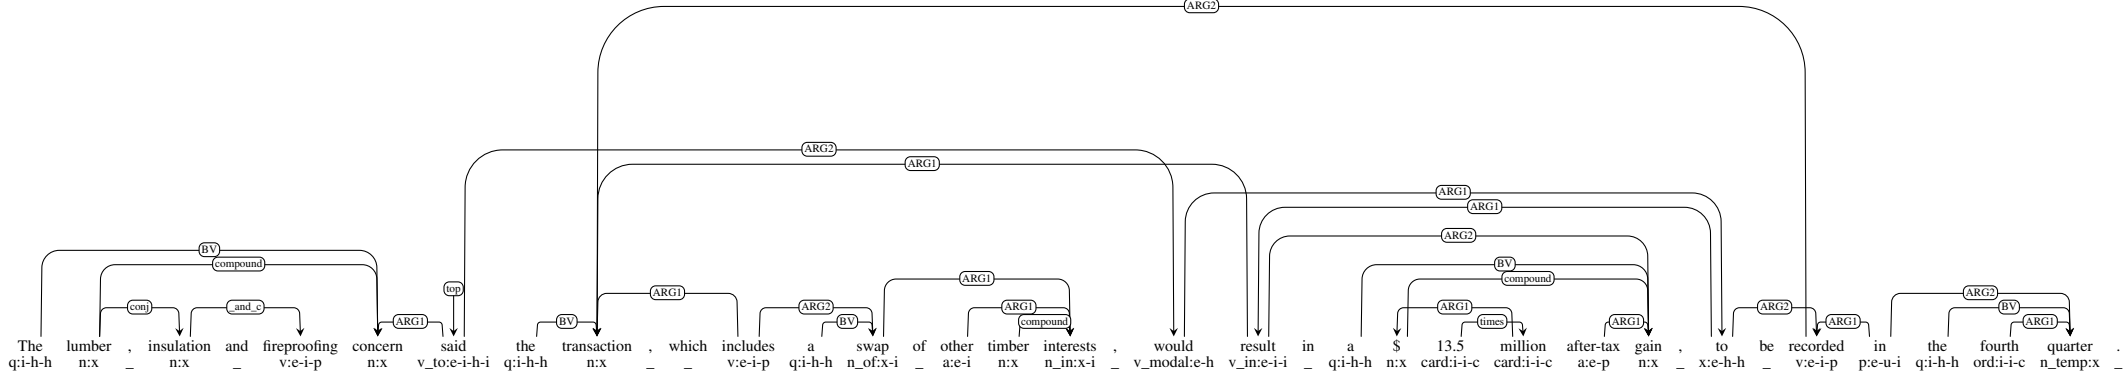 ARG2
ARG2
ARG1
ARG1
ARG1
ARG2
BV
compound
BV
compound
ARG1
top
ARG1
ARG2
conj
_and_c
ARG2
ARG1
ARG1
ARG2
BV
ARG1
BV
BV
compound
times
ARG1
ARG1
ARG1
The lumber , insulation and fireproofing concern said the transaction , which includes a swap of other timber interests , would result in a $ 13.5 million after-tax gain , to be recorded in the fourth quarter .
q:i-h-h n:x _ n:x _ v:e-i-p n:x v_to:e-i-h-i q:i-h-h n:x _ _ v:e-i-p q:i-h-h n_of:x-i _ a:e-i n:x n_in:x-i _ v_modal:e-h v_in:e-i-i _ q:i-h-h n:x card:i-i-c card:i-i-c a:e-p n:x _ x:e-h-h _ v:e-i-p p:e-u-i q:i-h-h ord:i-i-c n_temp:x _